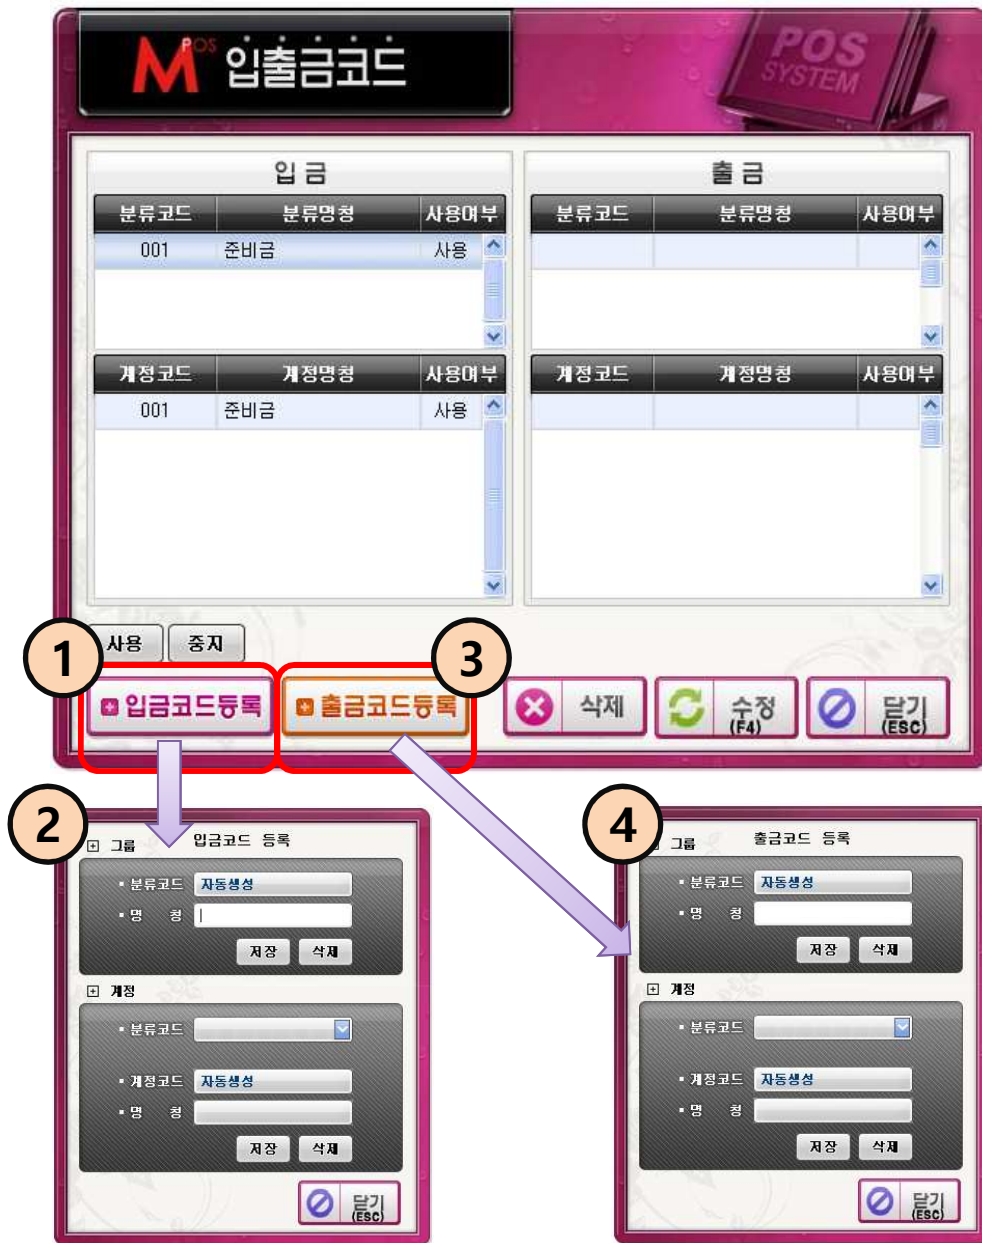 MPOS 입출금코드
POS
SYSTEM
입 금
출 금
분류코드 분류명칭 사용여부
분류코드 분류명칭 사용여부
001 준비금 사용
계정코드 계정명칭 사용여부
계정코드 계정명칭 사용여부
001 준비금 사용
사용 중지
1
3
입금코드등록 출금코드등록 삭제 수정 (F4) 닫기 (ESC)
2
입금코드 등록
그룹
분류코드 자동생성
명 칭
저장 삭제
계정
분류코드
계정코드 자동생성
명 칭
저장 삭제
닫기
(ESC)
4
출금코드 등록
그룹
분류코드 자동생성
명 칭
저장 삭제
계정
분류코드
계정코드 자동생성
명 칭
저장 삭제
닫기
(ESC)